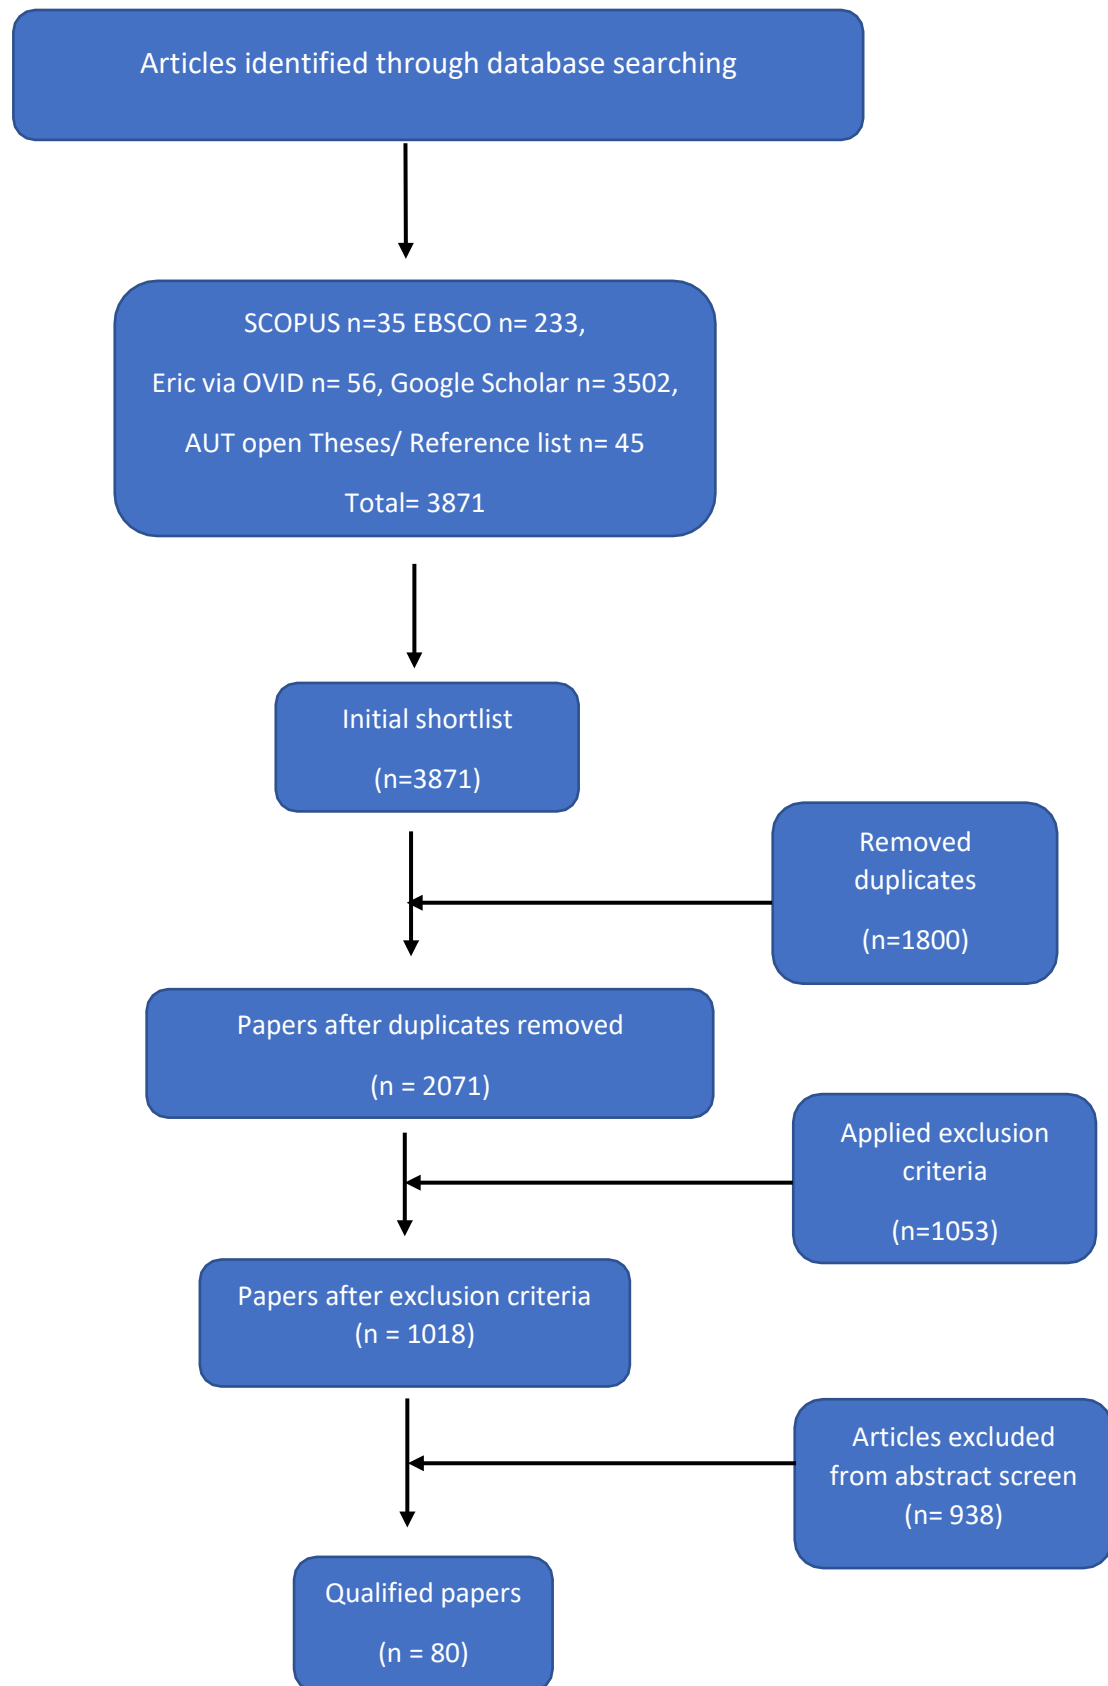 Articles identified through database searching
SCOPUS n=35 EBSCO n= 233,
Eric via OVID n= 56, Google Scholar n= 3502,
AUT open Theses/ Reference list n= 45
Total= 3871
Initial shortlist
(n=3871)
Removed
duplicates
(n=1800)
Papers after duplicates removed
(n = 2071)
Applied exclusion
criteria
(n=1053)
Papers after exclusion criteria
(n = 1018)
Articles excluded
from abstract screen
(n= 938)
Qualified papers
(n = 80)